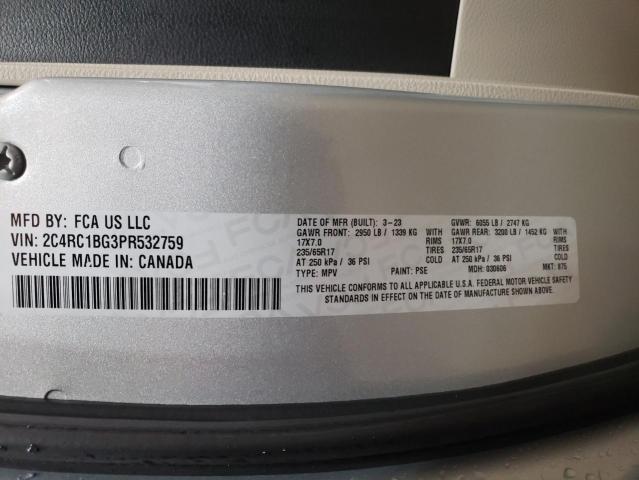 MFD BY: FCA US LLC
VIN: 2C4RC1BG3PR532759
VEHICLE MADE IN: CANADA
DATE OF MFR (BUILT): 3-23 GVWR: 6055 LB / 2747 KG
GAWR FRONT: 2950 LB / 1339 KG GAWR REAR: 3200 LB / 1452 KG
17X7.0 RIMS 17X7.0 RIMS
235/65R17 TIRES 235/65R17 TIRES
AT 250 kPa / 36 PSI COLD AT 250 kPa / 36 PSI COLD
TYPE: MPV PAINT: PSE MDH: 030606 MKT: 875
THIS VEHICLE CONFORMS TO ALL APPLICABLE U.S.A. FEDERAL MOTOR VEHICLE SAFETY
STANDARDS IN EFFECT ON THE DATE OF MANUFACTURE SHOWN ABOVE.